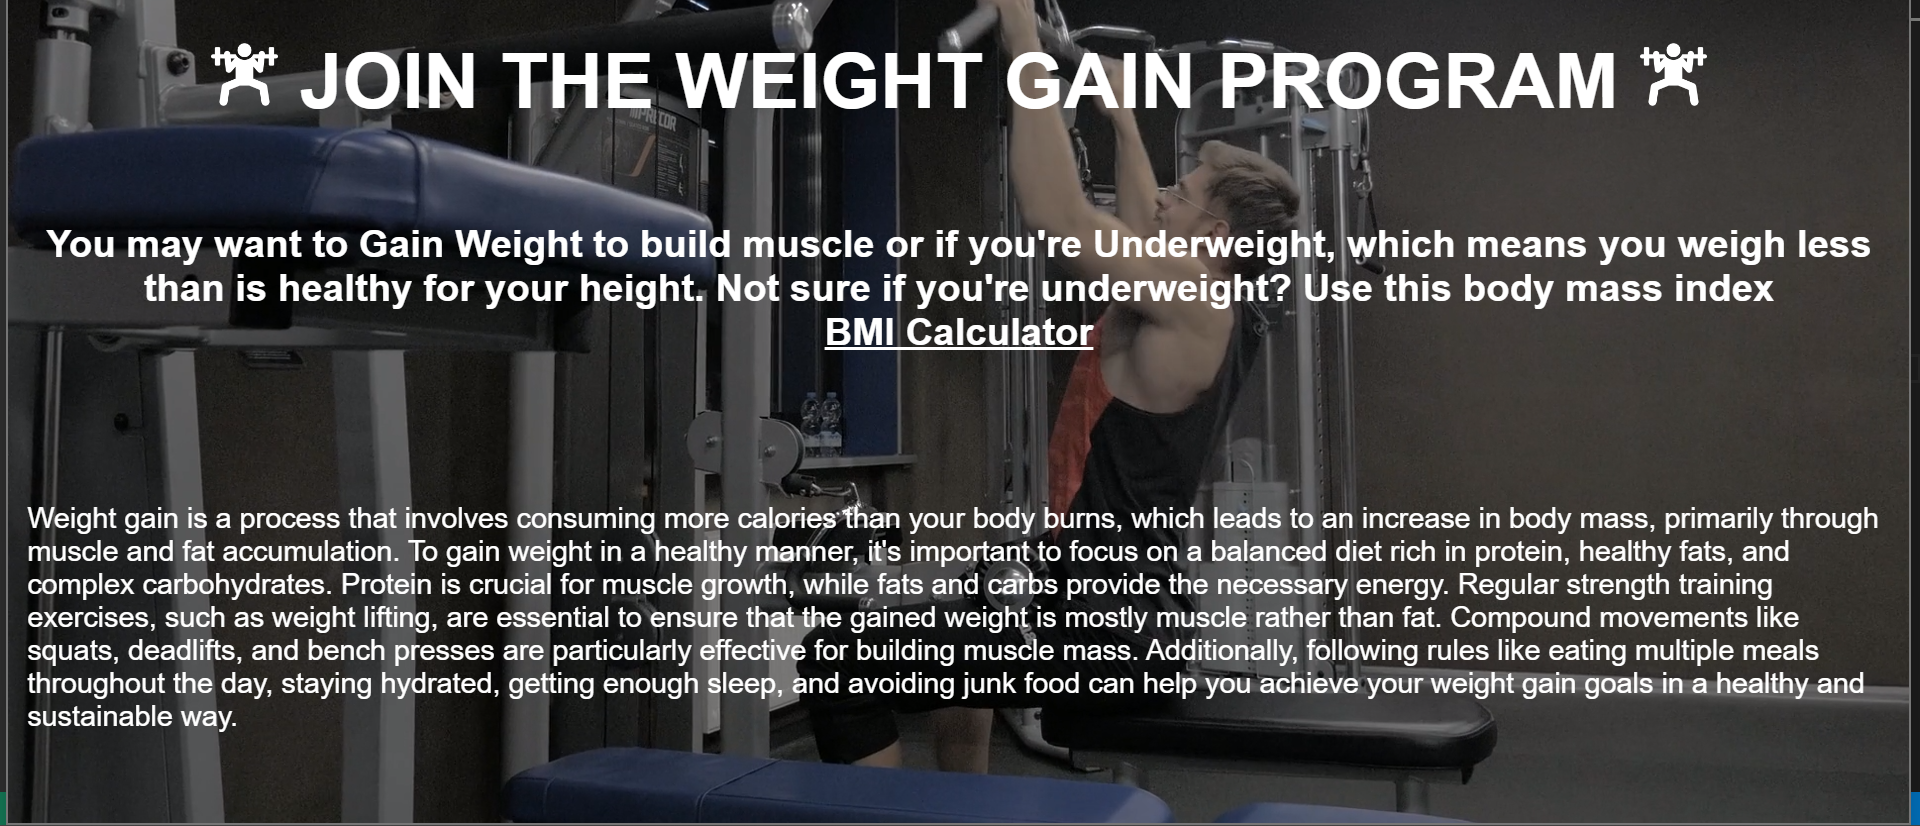 JOIN THE WEIGHT GAIN PROGRAM
PRECOR
You may want to Gain Weight to build muscle or if you're Underweight, which means you weigh less
than is healthy for your height. Not sure if you're underweight? Use this body mass index
BMI Calculator
Weight gain is a process that involves consuming more calories than your body burns, which leads to an increase in body mass, primarily through
muscle and fat accumulation. To gain weight in a healthy manner, it's important to focus on a balanced diet rich in protein, healthy fats, and
complex carbohydrates. Protein is crucial for muscle growth, while fats and carbs provide the necessary energy. Regular strength training
exercises, such as weight lifting, are essential to ensure that the gained weight is mostly muscle rather than fat. Compound movements like
squats, deadlifts, and bench presses are particularly effective for building muscle mass. Additionally, following rules like eating multiple meals
throughout the day, staying hydrated, getting enough sleep, and avoiding junk food can help you achieve your weight gain goals in a healthy and
sustainable way.